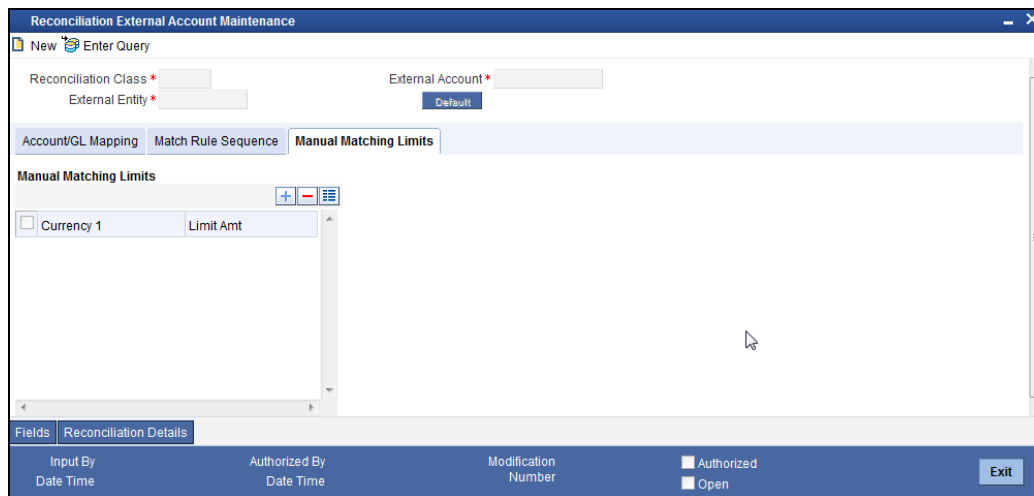 Reconciliation External Account Maintenance
New Enter Query
Reconciliation Class * External Account *
External Entity * Default
Account/GL Mapping Match Rule Sequence Manual Matching Limits
Manual Matching Limits
Currency 1 Limit Amt
Fields Reconciliation Details
Input By Authorized By Modification Number Authorized
Date Time Date Time Open Exit